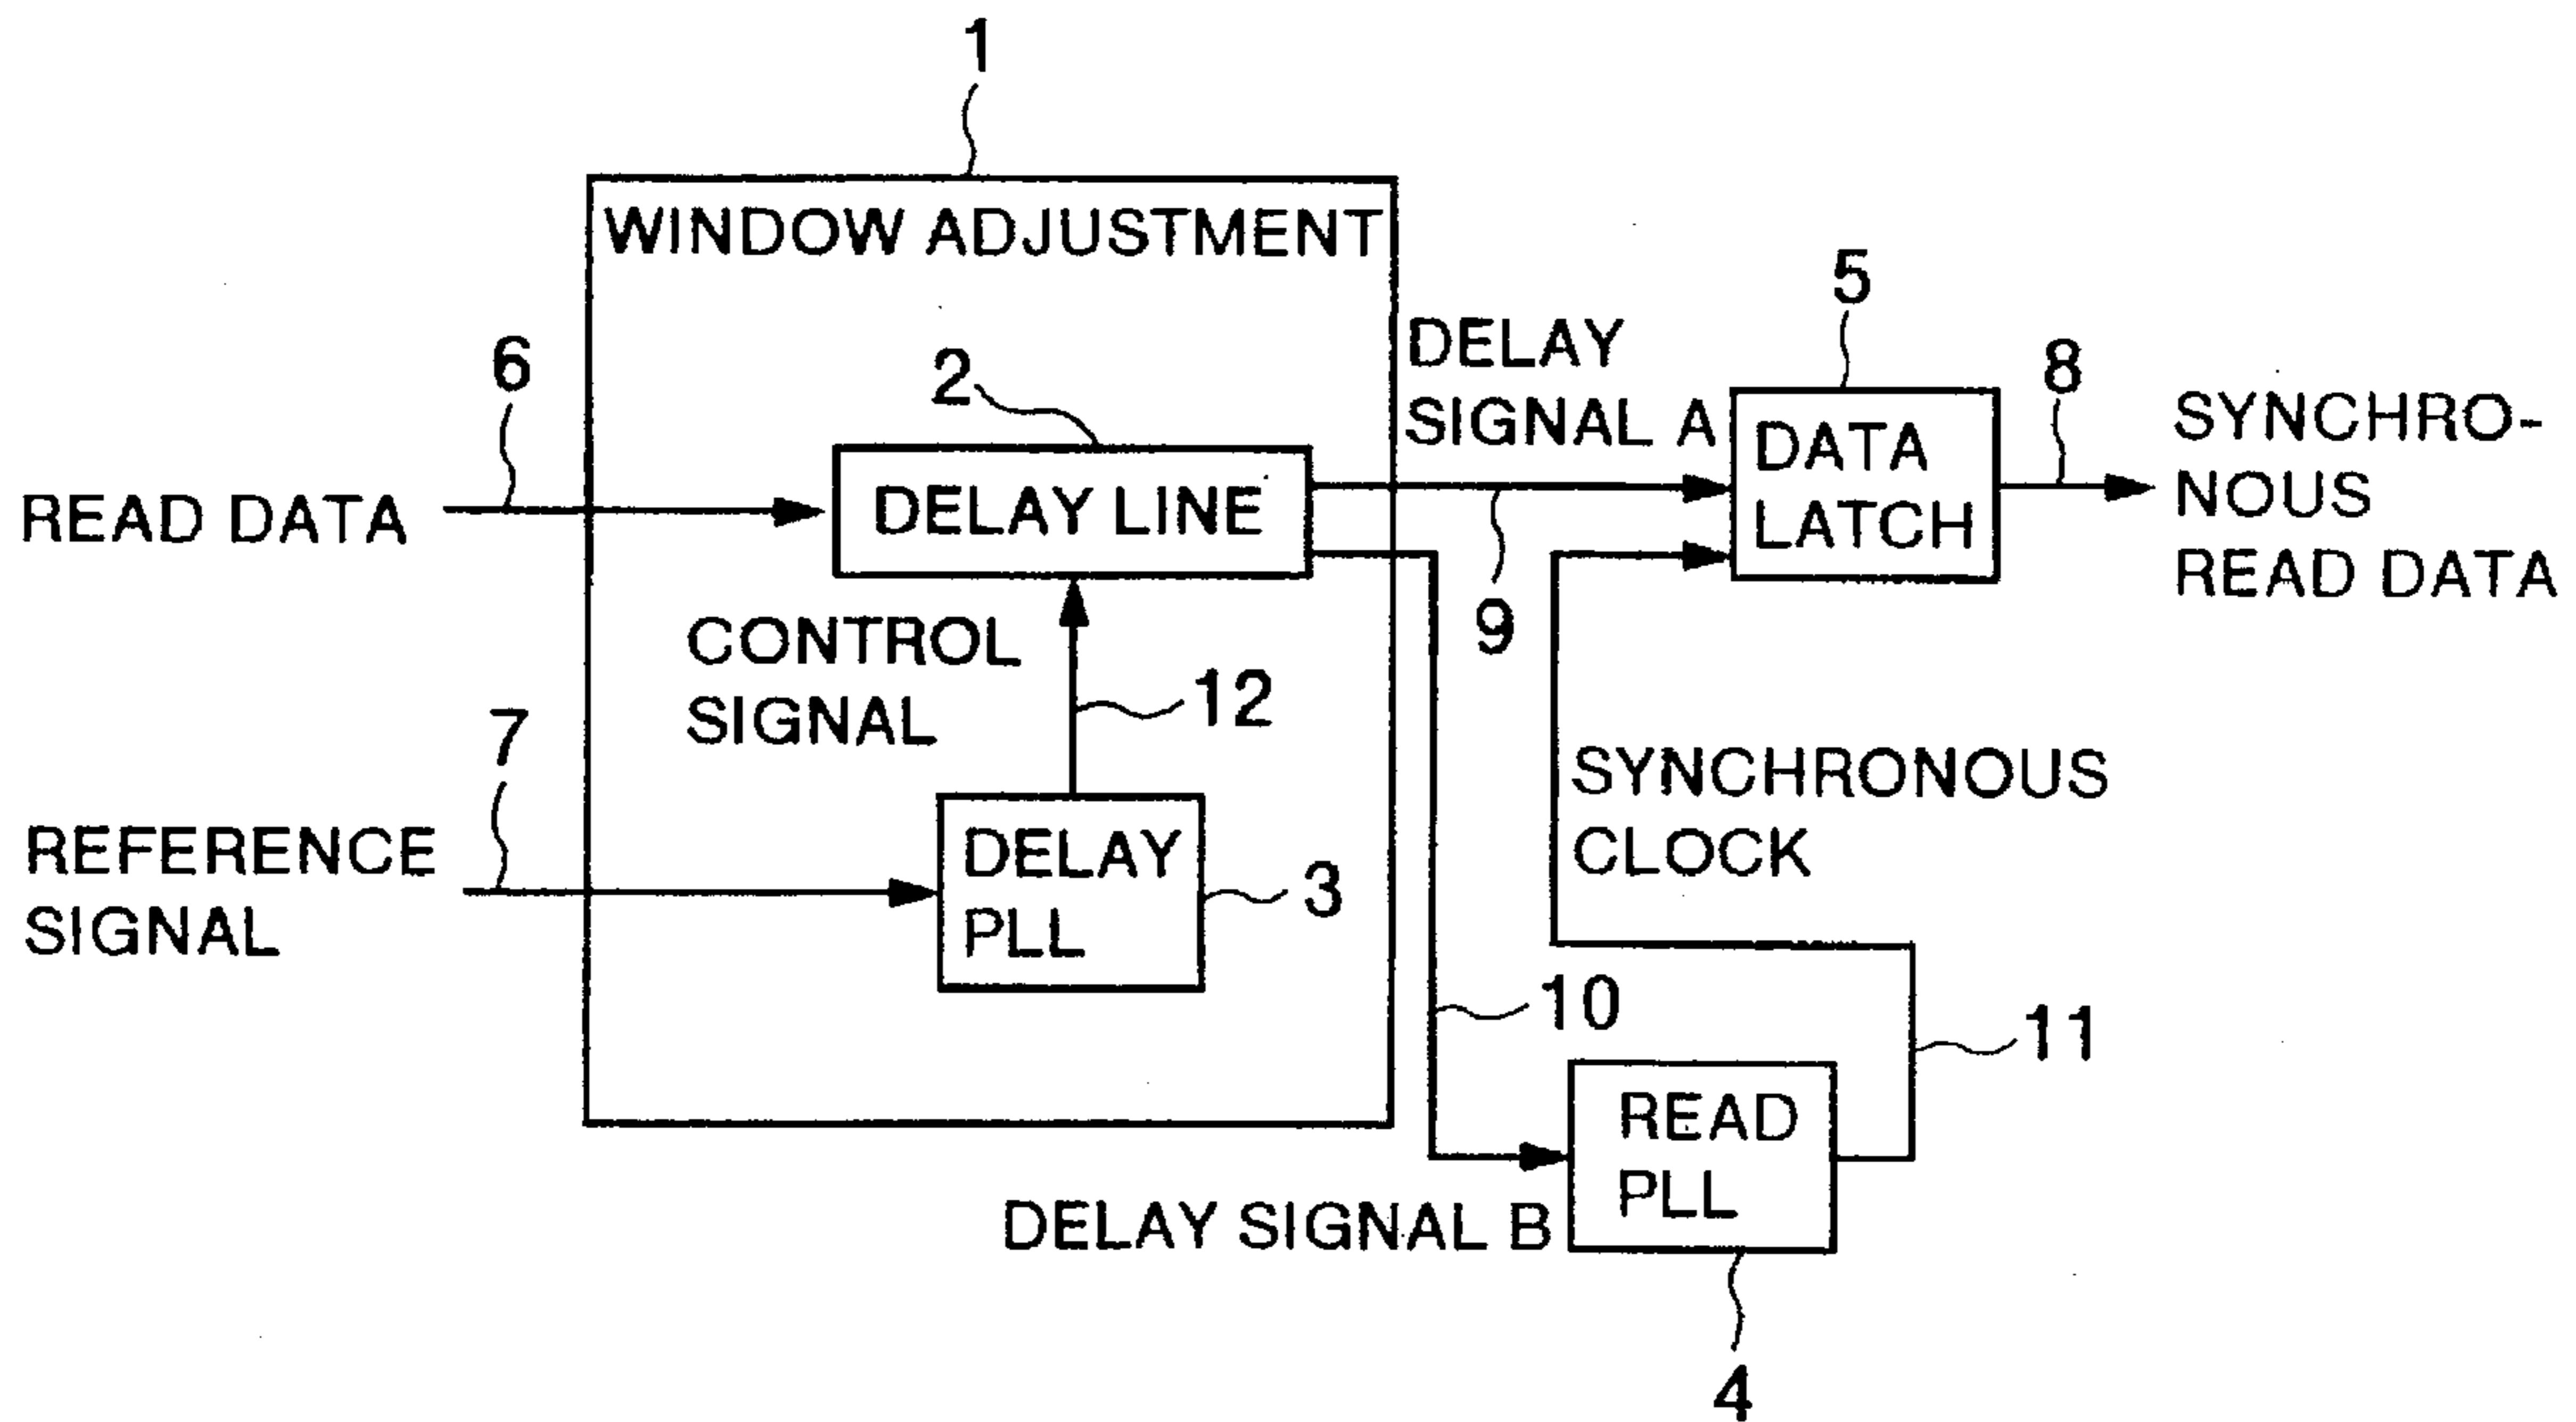 1
WINDOW ADJUSTMENT
6
READ DATA
2
DELAY LINE
DELAY
SIGNAL A
9
5
DATA
LATCH
8
SYNCHRO-
NOUS
READ DATA
CONTROL
SIGNAL
12
7
REFERENCE
SIGNAL
DELAY
PLL
3
SYNCHRONOUS
CLOCK
10
11
DELAY SIGNAL B
READ
PLL
4